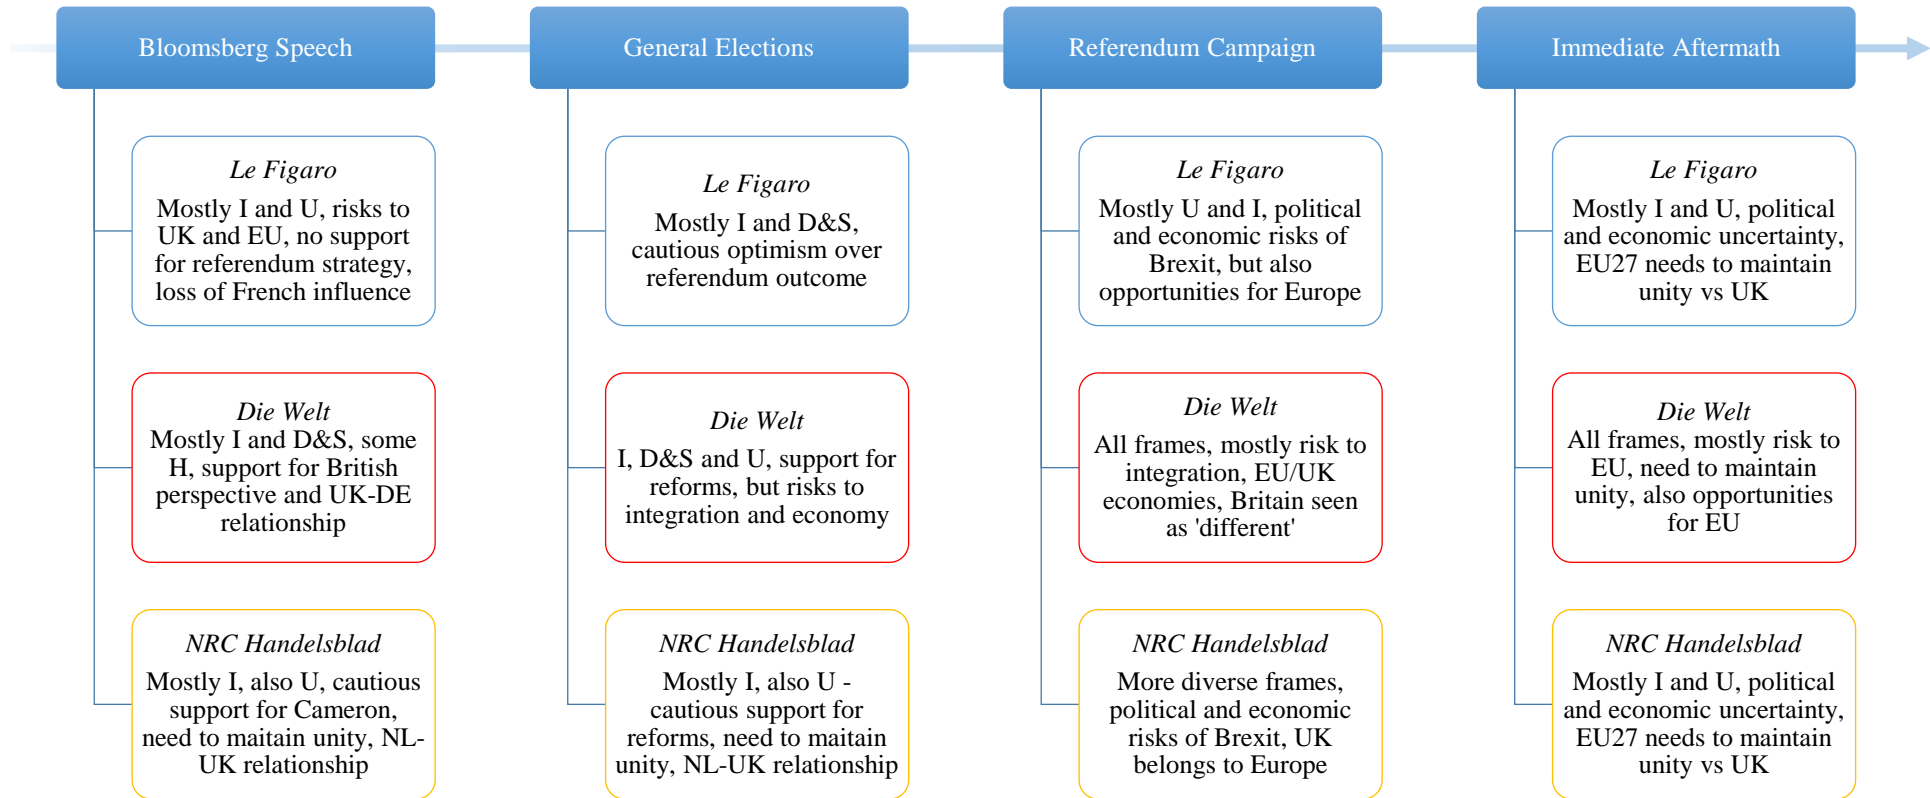 Bloomsberg Speech
Le Figaro
Mostly I and U, risks to
UK and EU, no support
for referendum strategy,
loss of French influence
Die Welt
Mostly I and D&S, some
H, support for British
perspective and UK-DE
relationship
NRC Handelsblad
Mostly I, also U, cautious
support for Cameron,
need to maitain unity, NL-
UK relationship
General Elections
Le Figaro
Mostly I and D&S,
cautious optimism over
referendum outcome
Die Welt
I, D&S and U, support for
reforms, but risks to
integration and economy
NRC Handelsblad
Mostly I, also U -
cautious support for
reforms, need to maitain
unity, NL-UK relationship
Referendum Campaign
Le Figaro
Mostly U and I, political
and economic risks of
Brexit, but also
opportunities for Europe
Die Welt
All frames, mostly risk to
integration, EU/UK
economies, Britain seen
as 'different'
NRC Handelsblad
More diverse frames,
political and economic
risks of Brexit, UK
belongs to Europe
Immediate Aftermath
Le Figaro
Mostly I and U, political
and economic uncertainty,
EU27 needs to maintain
unity vs UK
Die Welt
All frames, mostly risk to
EU, need to maintain
unity, also opportunities
for EU
NRC Handelsblad
Mostly I and U, political
and economic uncertainty,
EU27 needs to maintain
unity vs UK